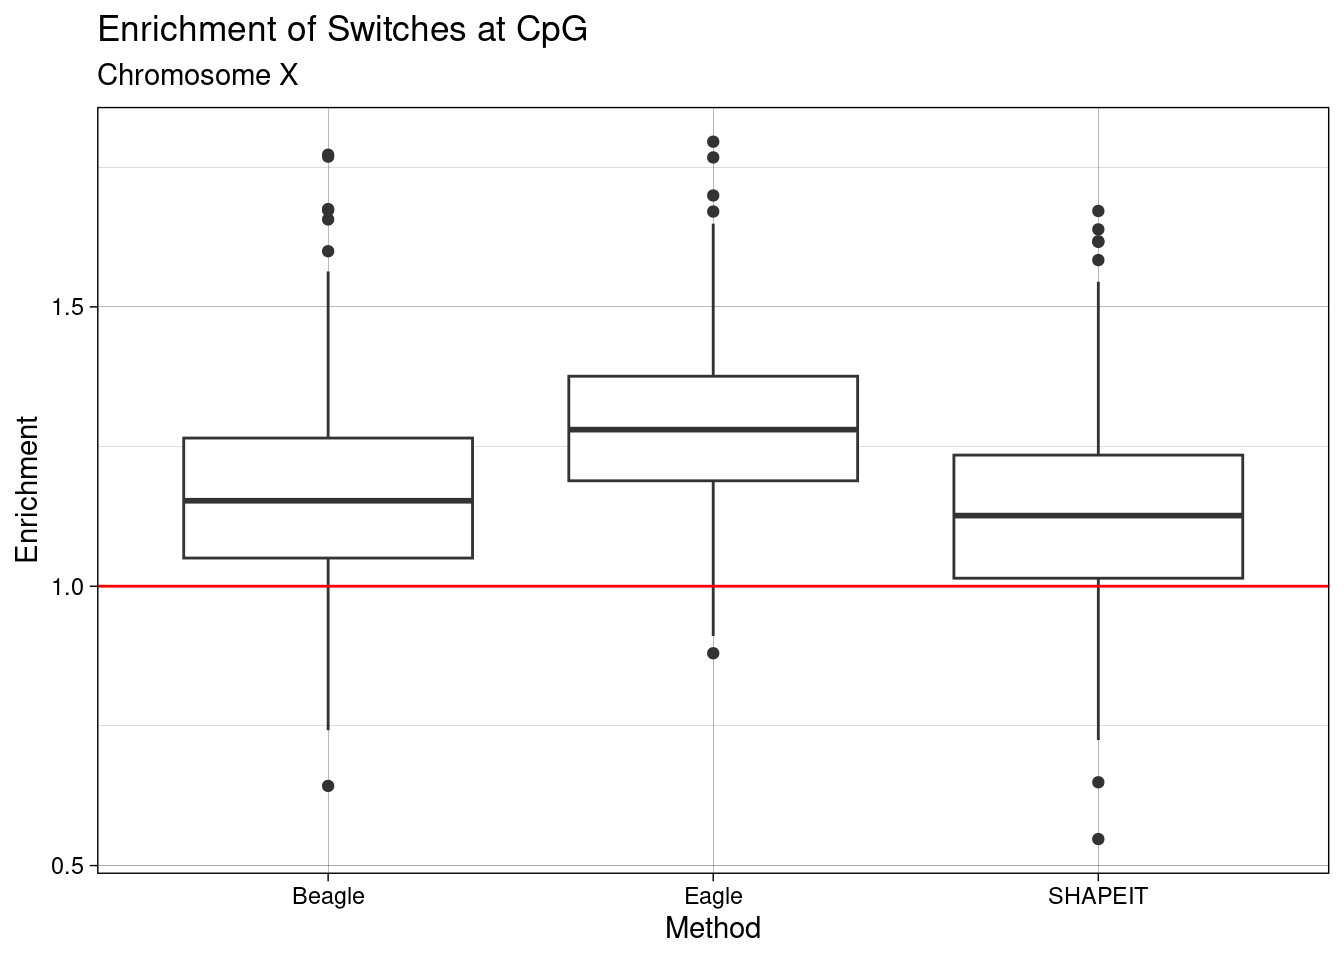 Enrichment of Switches at CpG
Chromosome X
Enrichment
1.5
1.0
0.5
Beagle
Eagle
SHAPEIT
Method